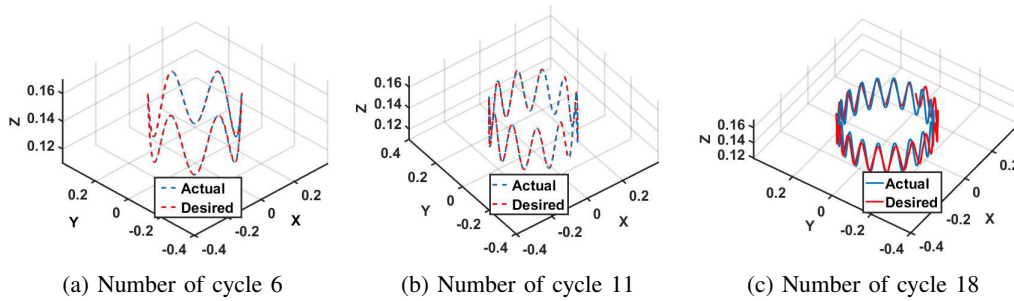 0.16
0.14
0.12
Z
0.2
0
-0.2
-0.4
Y
0.2
0
-0.2
-0.4
X
Actual
Desired
(a) Number of cycle 6
0.16
0.14
0.12
Z
0.4
0.2
0
-0.2
-0.4
Y
0.2
0
-0.2
-0.4
X
Actual
Desired
(b) Number of cycle 11
0.16
0.14
0.12
Z
0.2
0
-0.2
-0.4
Y
0.2
0
-0.2
-0.4
X
Actual
Desired
(c) Number of cycle 18